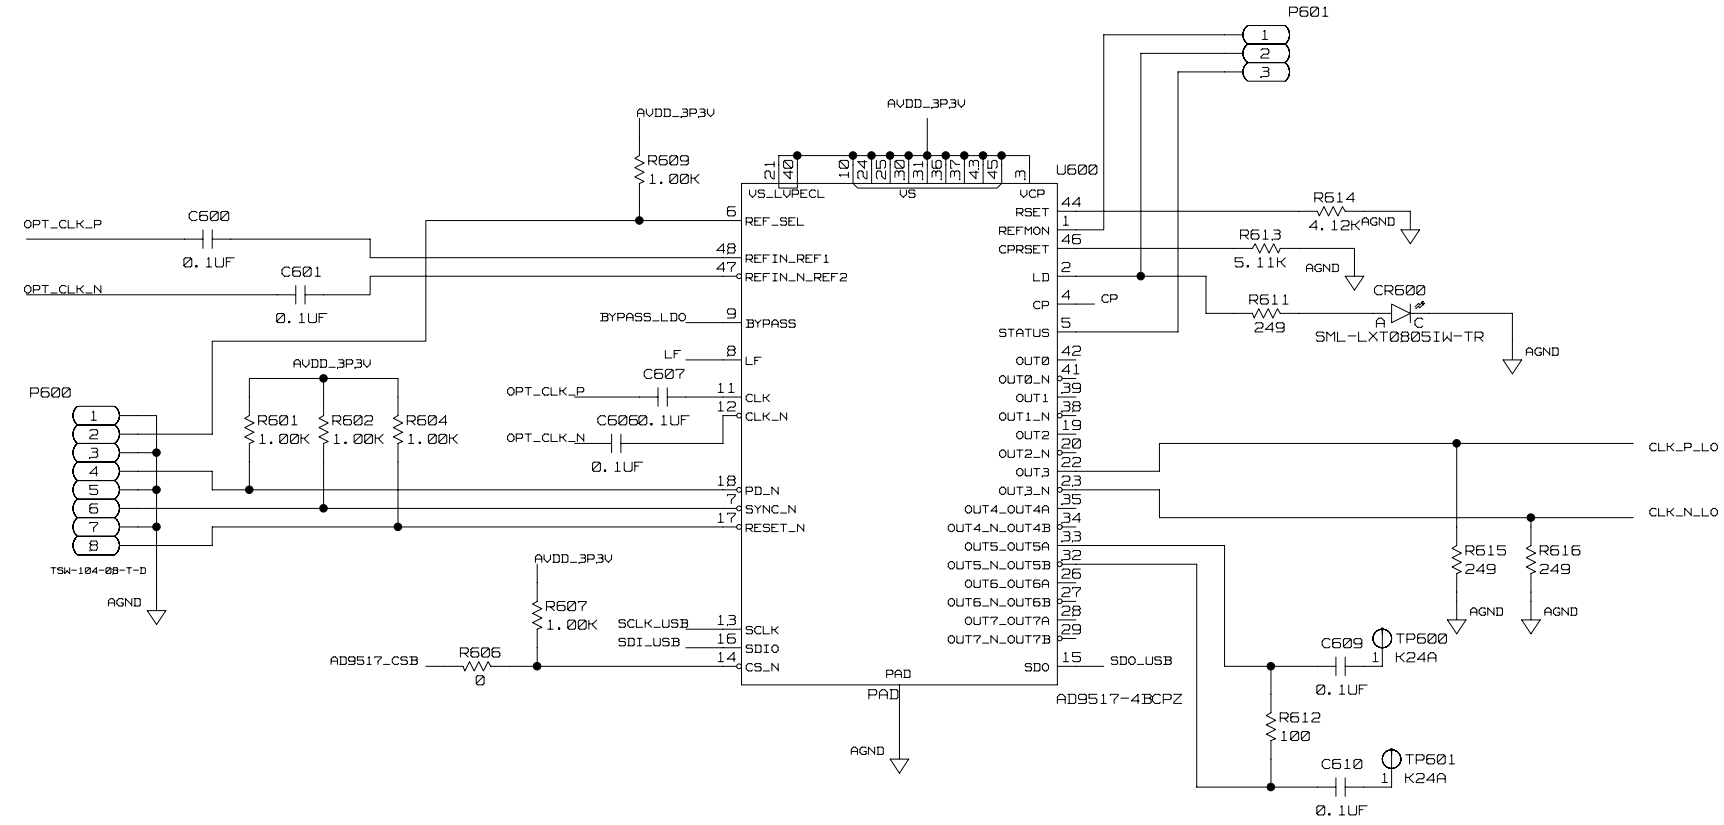 P601
1
2
3
AVDD_3P3V
AVDD_3P3V
R609
1.00K
21
40
10
24
25
30
31
36
37
43
45
3
U600
VS_LVPECL
VS
VCP
OPT_CLK_P
C600
0.1UF
6
REF_SEL
RSET
44
R614
4.12K
AGND
REFMON
1
48
REFIN_REF1
CPRSET
46
R613
5.11K
AGND
OPT_CLK_N
C601
0.1UF
47
REFIN_N_REF2
LD
2
CP
4
CP
R611
249
CR600
A
C
SML-LXT0805IW-TR
AGND
BYPASS_LDO
9
BYPASS
STATUS
5
LF
8
LF
OUT0
42
OUT0_N
41
AVDD_3P3V
OPT_CLK_P
C607
0.1UF
11
CLK
OUT1
39
P600
1
2
3
4
5
6
7
8
TSW-104-08-T-D
AGND
R601
1.00K
R602
1.00K
R604
1.00K
OPT_CLK_N
C606
0.1UF
12
CLK_N
OUT1_N
38
OUT2
19
OUT2_N
20
OUT3
22
CLK_P_LO
18
PD_N
OUT3_N
23
7
SYNC_N
OUT4_OUT4A
35
CLK_N_LO
17
RESET_N
OUT4_N_OUT4B
34
OUT5_OUT5A
33
OUT5_N_OUT5B
32
R615
249
AGND
R616
249
AGND
AVDD_3P3V
R607
1.00K
OUT6_OUT6A
26
OUT6_N_OUT6B
27
SCLK_USB
13
SCLK
OUT7_OUT7A
28
SDI_USB
16
SDIO
OUT7_N_OUT7B
29
AD9517_CSB
R606
0
14
CS_N
SDO
15
SDO_USB
C609
0.1UF
1
TP600
K24A
PAD
PAD
AD9517-4BCPZ
R612
100
AGND
C610
0.1UF
1
TP601
K24A